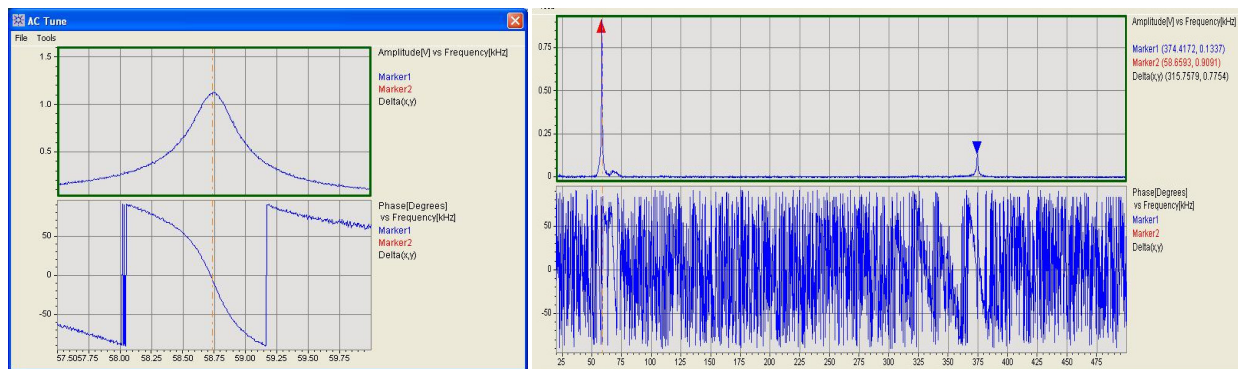 AC Tune
File Tools
1.5
1.0
0.5
Amplitude[V] vs Frequency[kHz]
Marker1
Marker2
Delta(x,y)
50
0
-50
Phase[Degrees]
vs Frequency[kHz]
Marker1
Marker2
Delta(x,y)
57.5057.75 58.00 58.25 58.50 58.75 59.00 59.25 59.50 59.75
0.75
0.5
0.25
0
Amplitude[V] vs Frequency[kHz]
Marker1 (374.4172, 0.1337)
Marker2 (58.6593, 0.9091)
Delta(x,y) (315.7579, 0.7754)
50
0
-50
Phase[Degrees]
vs Frequency[kHz]
Marker1
Marker2
Delta(x,y)
25 50 75 100 125 150 175 200 225 250 275 300 325 350 375 400 425 450 475